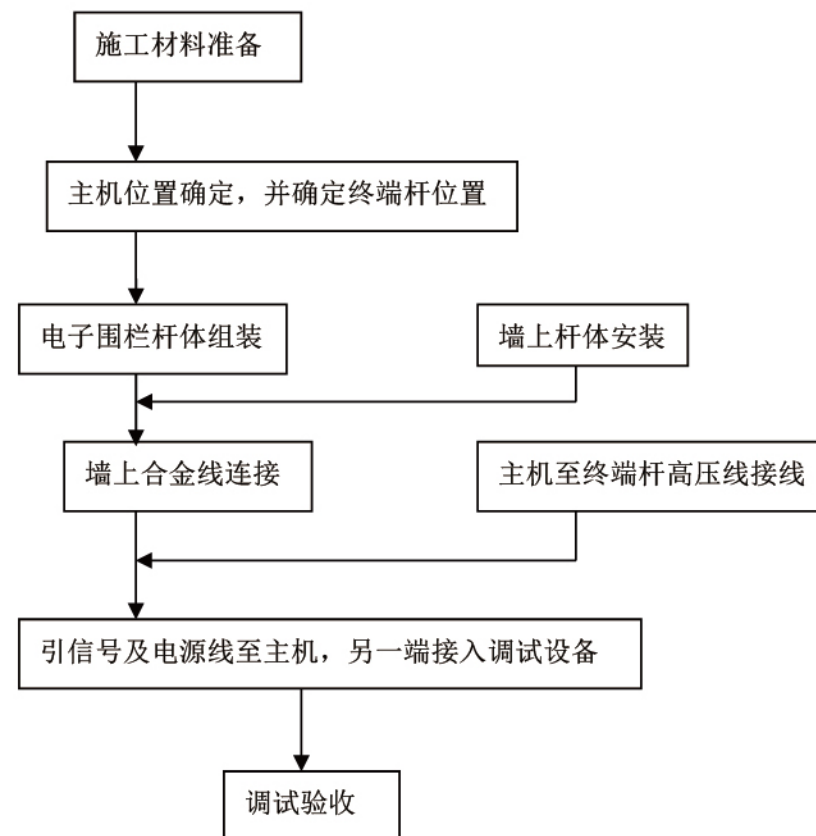 施工材料准备
主机位置确定，并确定终端杆位置
电子围栏杆体组装
墙上杆体安装
墙上合金线连接
主机至终端杆高压线接线
引信号及电源线至主机，另一端接入调试设备
调试验收